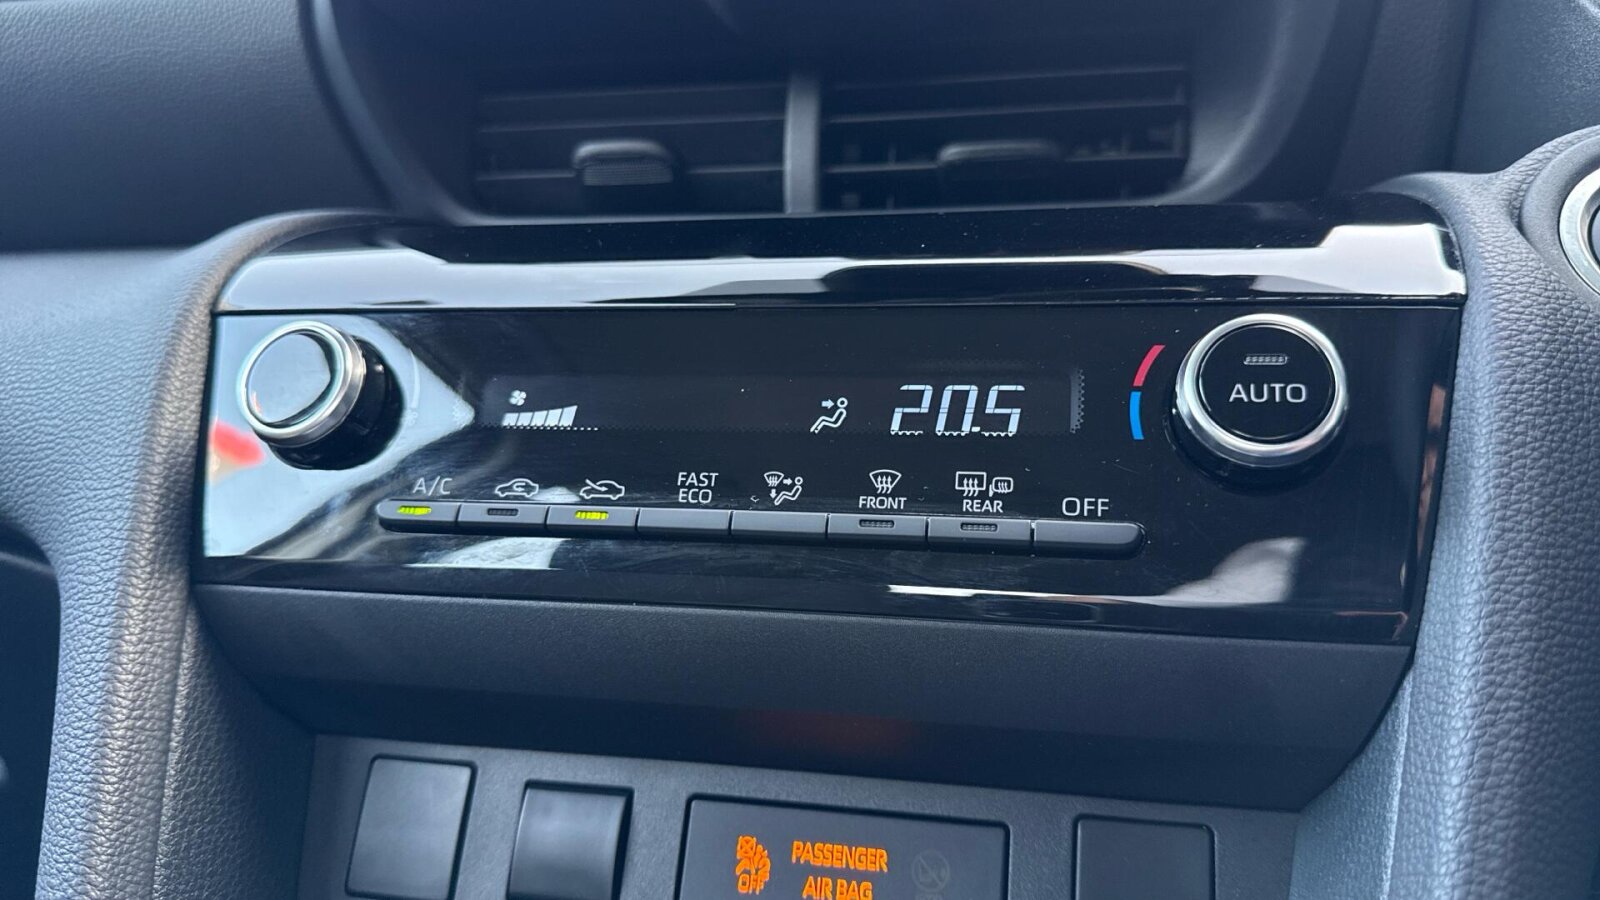 20.5
AUTO
A/C
FAST
ECO
FRONT
REAR
OFF
OFF
PASSENGER
AIR BAG